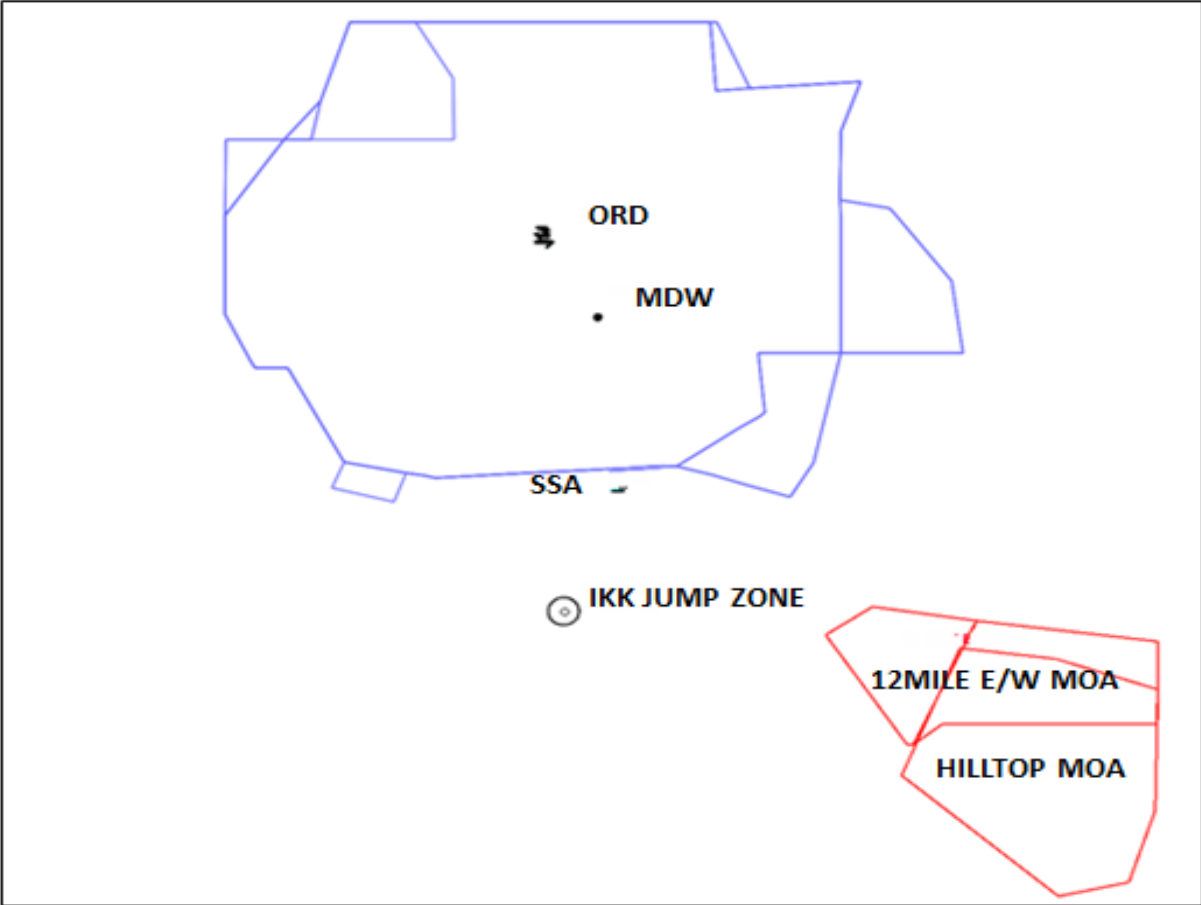 ORD
MDW
SSA
IKK JUMP ZONE
12MILE E/W MOA
HILLTOP MOA